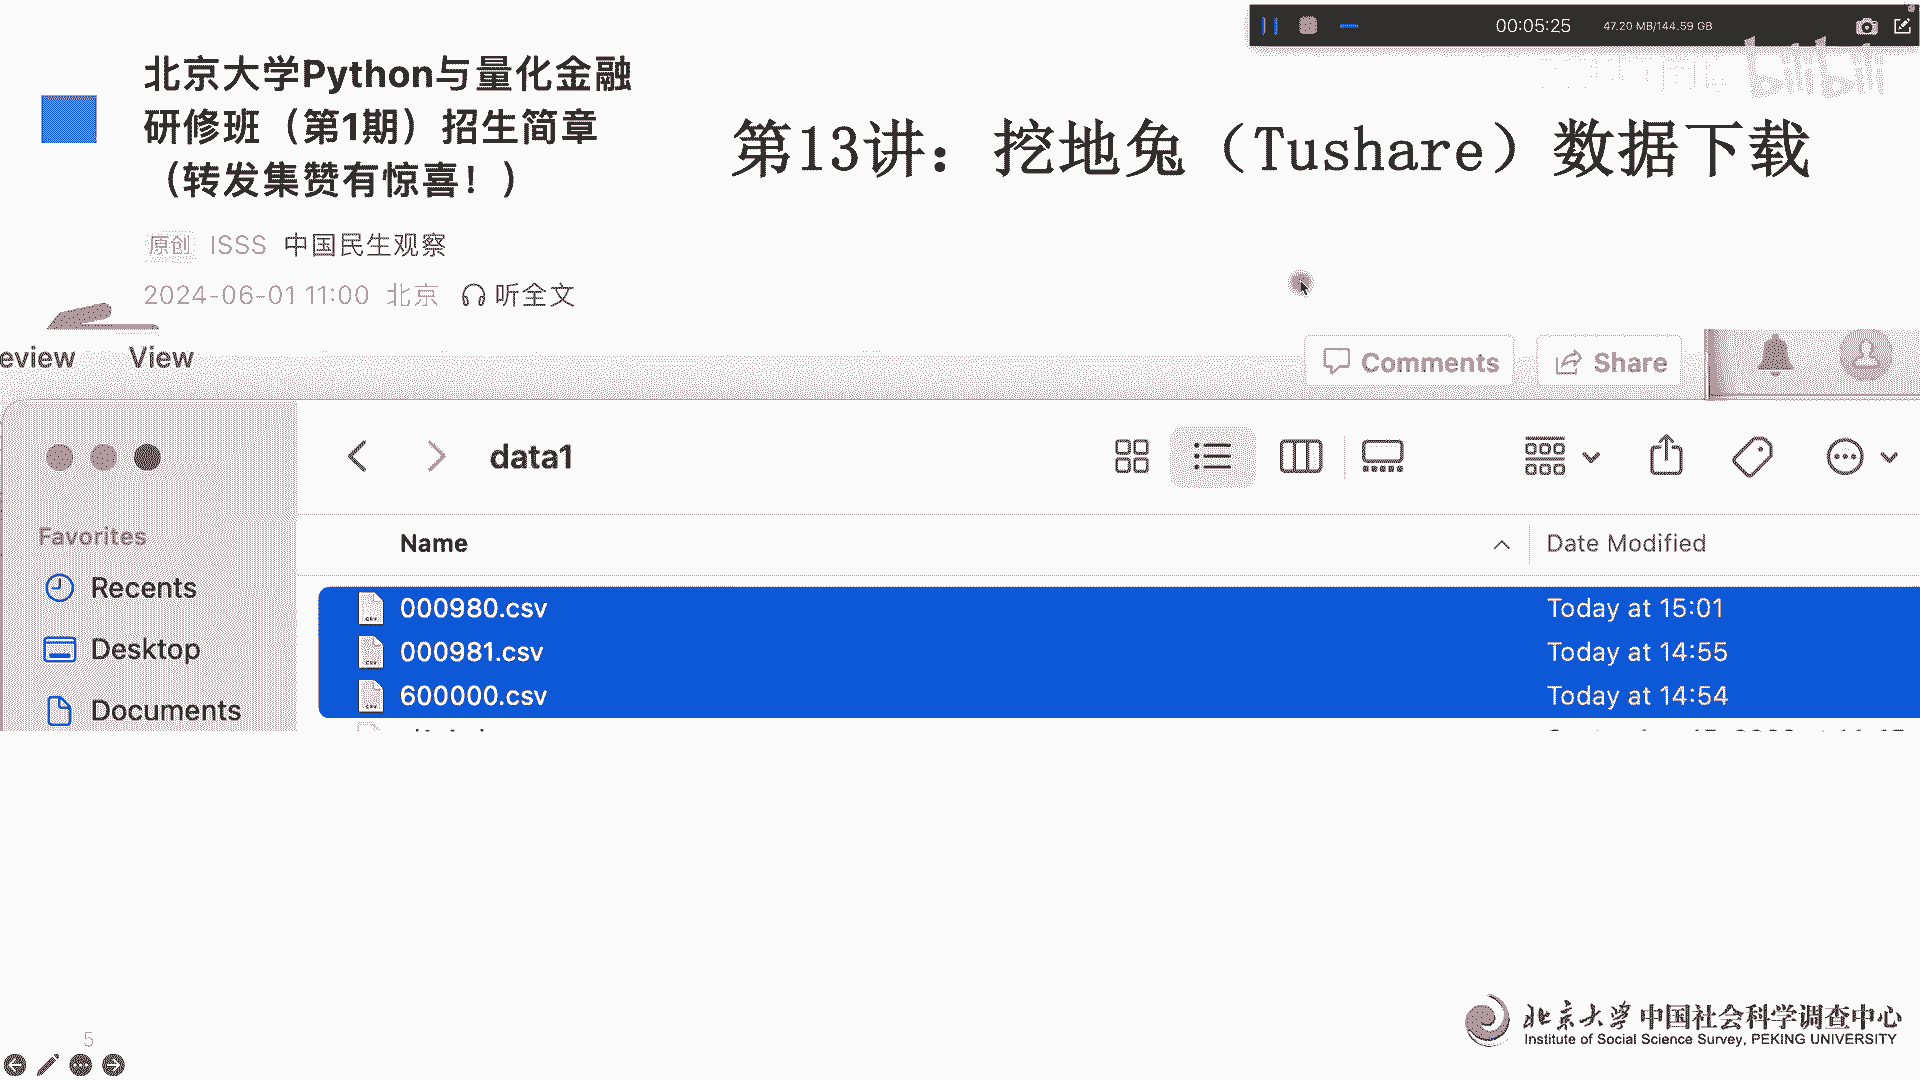 00:05:25 47.20 MB/144.59 GB
bilibili
北京大学Python与量化金融
研修班（第1期）招生简章
（转发集赞有惊喜！）
第13讲：挖地兔（Tushare）数据下载
原创 ISSS 中国民生观察
2024-06-01 11:00 北京 听全文
eview View Comments Share
data1
Favorites
Name Date Modified
Recents
000980.csv Today at 15:01
Desktop
000981.csv Today at 14:55
600000.csv Today at 14:54
Documents
北京大学 中国社会科学调查中心
Institute of Social Science Survey, PEKING UNIVERSITY
5